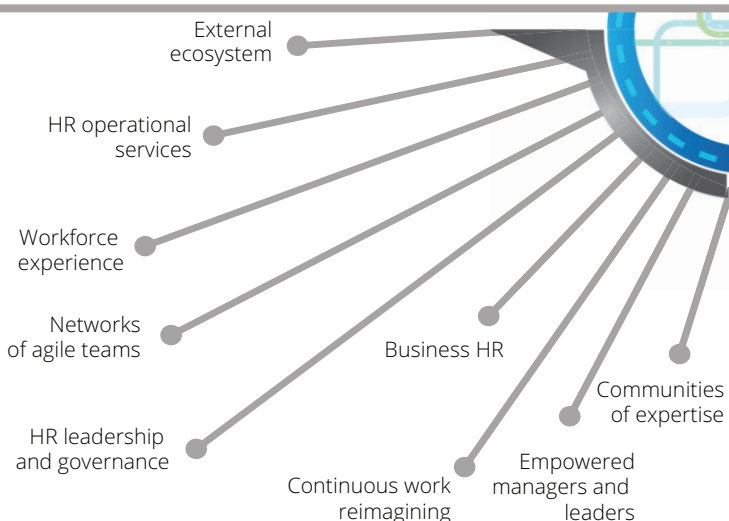 External
ecosystem
HR operational
services
Workforce
experience
Networks
of agile teams
HR leadership
and governance
Business HR
Continuous work
reimagining
Empowered
managers and
leaders
Communities
of expertise